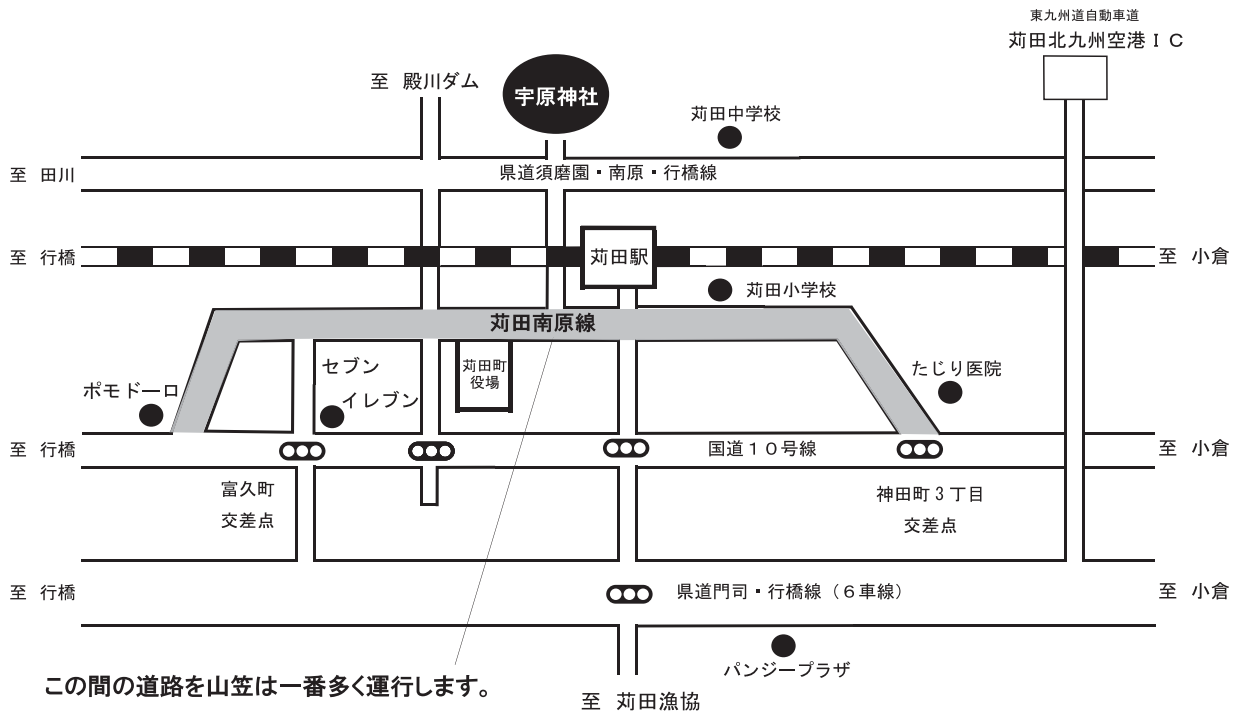 東九州道自動車道
苅田北九州空港ＩＣ
至 殿川ダム
宇原神社
苅田中学校
至 田川
県道須磨園・南原・行橋線
至 行橋
苅田駅
至 小倉
苅田小学校
苅田南原線
セブン
イレブン
苅田町
役場
ポモドーロ
たじり医院
至 行橋
国道１０号線
至 小倉
富久町
交差点
神田町３丁目
交差点
至 行橋
県道門司・行橋線（６車線）
至 小倉
パンジープラザ
この間の道路を山笠は一番多く運行します。
至 苅田漁協